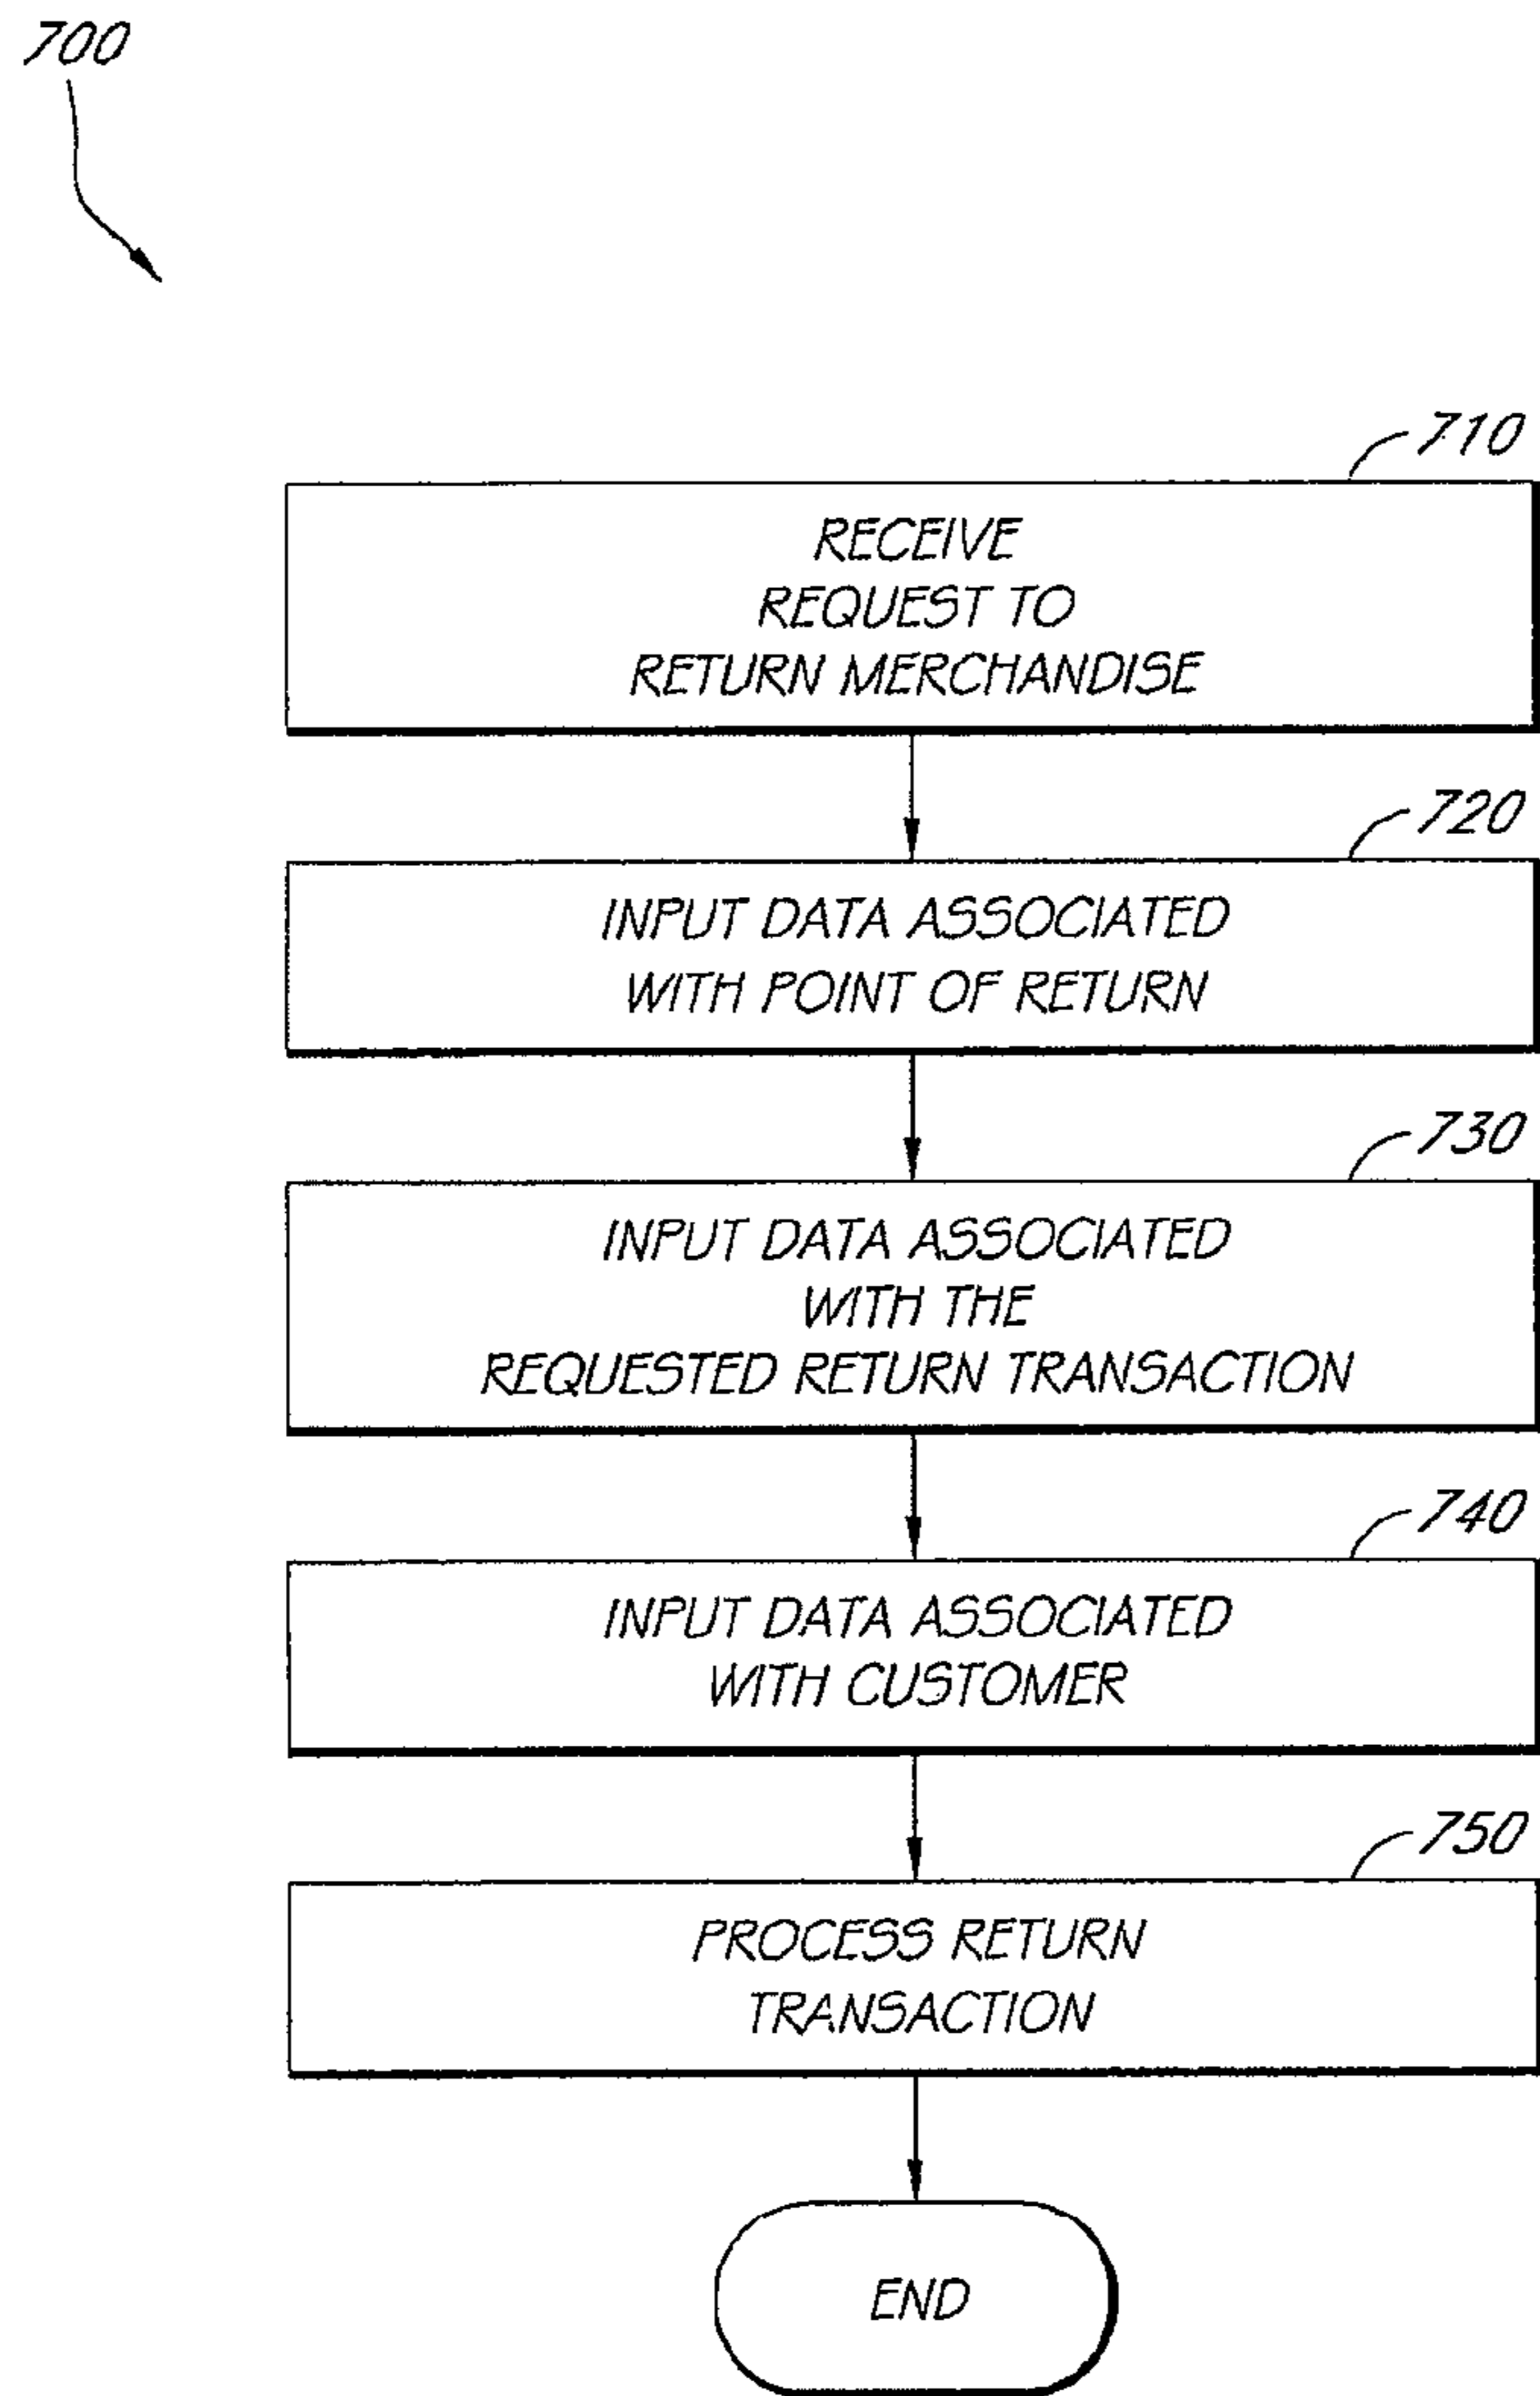 700
710
RECEIVE
REQUEST TO
RETURN MERCHANDISE
720
INPUT DATA ASSOCIATED
WITH POINT OF RETURN
730
INPUT DATA ASSOCIATED
WITH THE
REQUESTED RETURN TRANSACTION
740
INPUT DATA ASSOCIATED
WITH CUSTOMER
750
PROCESS RETURN
TRANSACTION
END